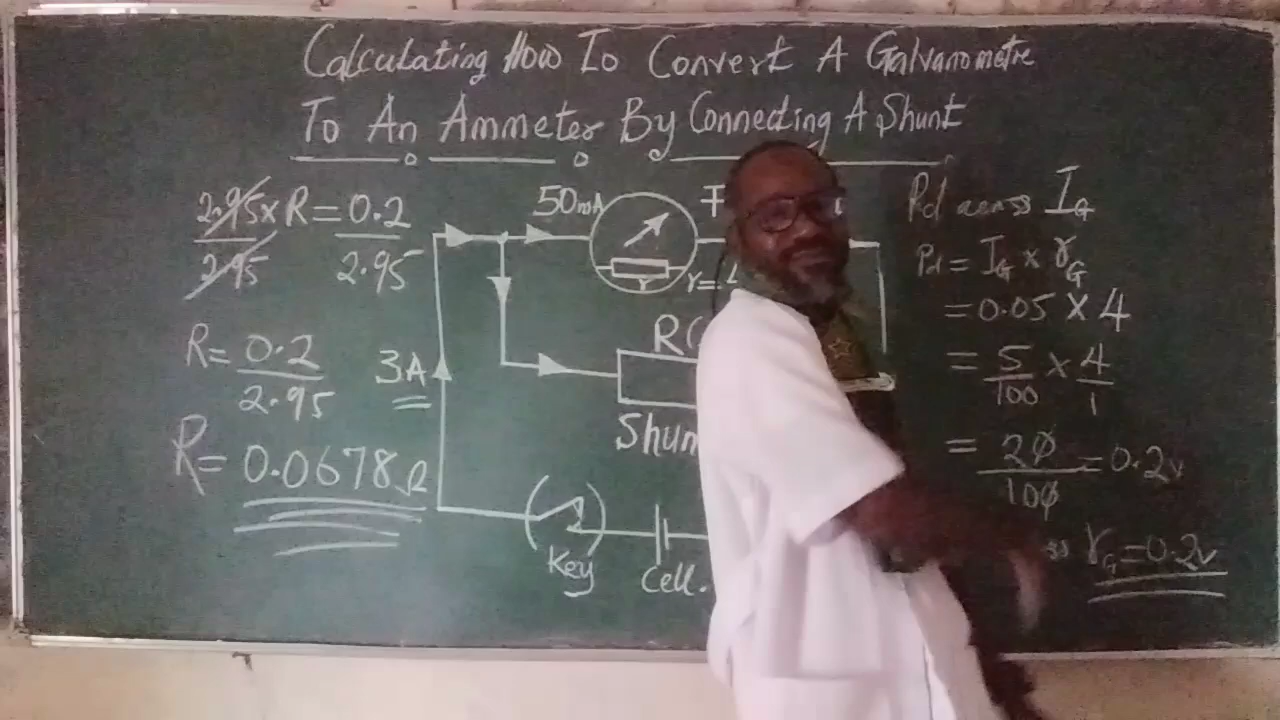 Calculating How To Convert A Galvanometre
To An Ammeter By Connecting A Shunt
2.95 x R = 0.2
2.95 2.95
R = 0.2
2.95
R = 0.0678 Ω
50mA
r
r=
3A
R(
Shun
Key
Cell.
Pd across I_G
Pd = I_G × r_G
= 0.05 × 4
= 5/100 × 4/1
= 20/100 = 0.2v
r_G = 0.2v